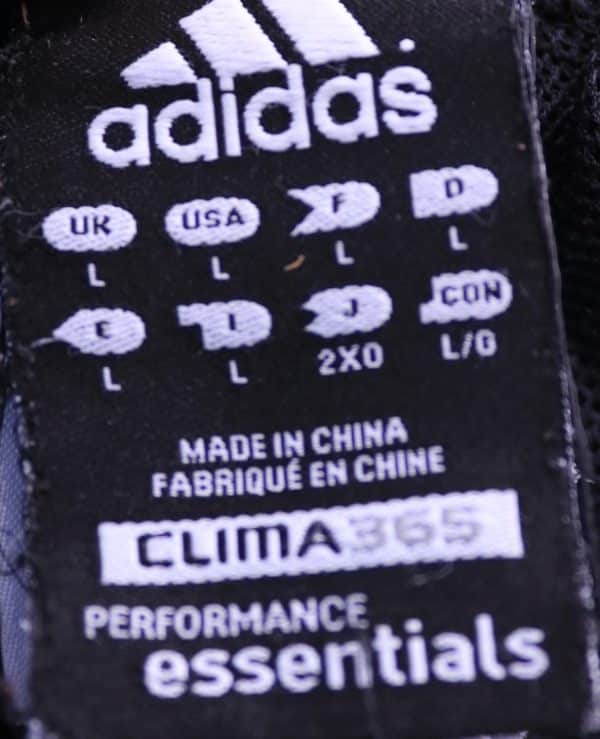 adidas
UK USA F D
L L L L
E I J CON
L L 2XO L/G
MADE IN CHINA
FABRIQUÉ EN CHINE
CLIMA365
PERFORMANCE
essentials